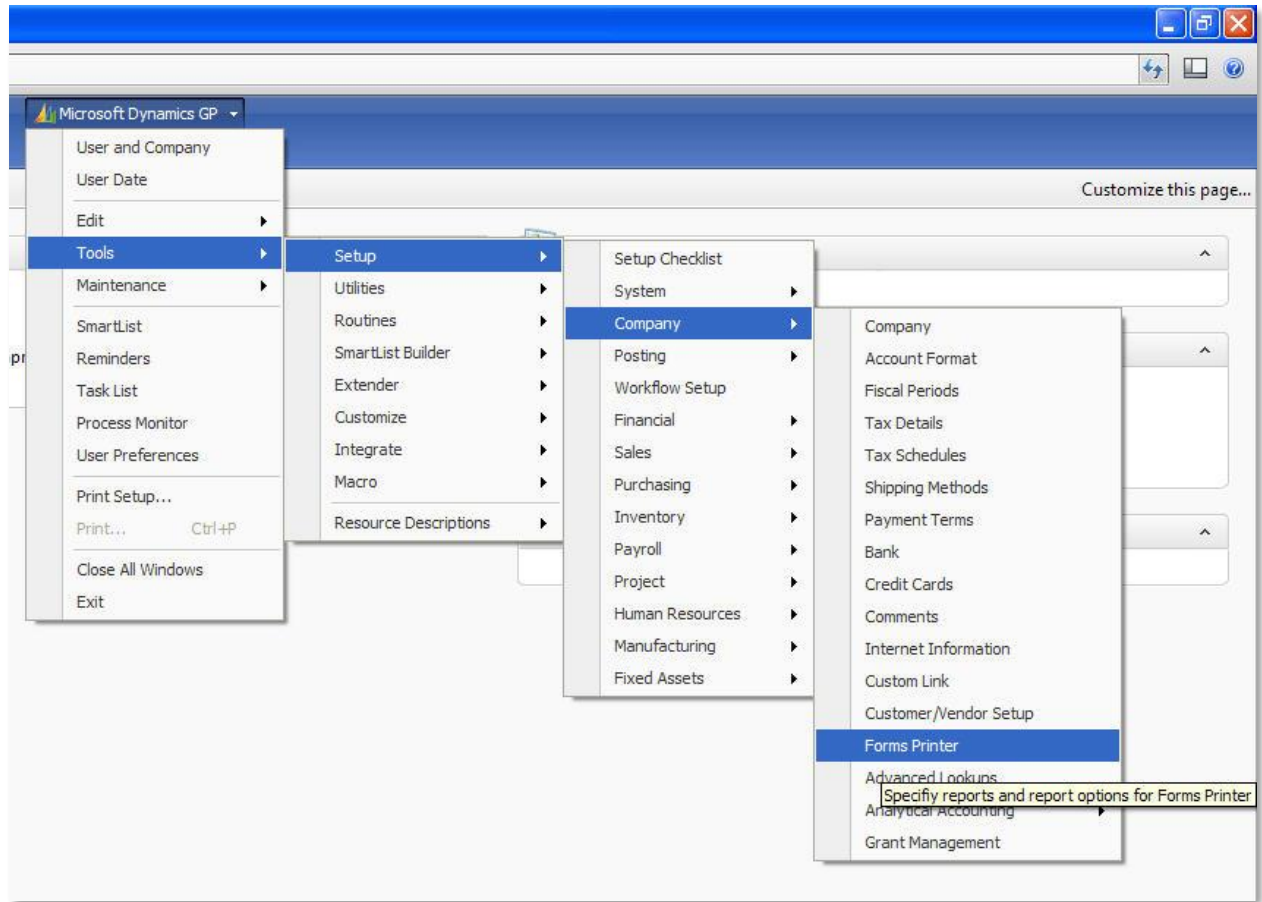 Microsoft Dynamics GP
Customize this page...
User and Company
User Date
Edit
Tools
Maintenance
SmartList
Reminders
Task List
Process Monitor
User Preferences
Print Setup...
Print... Ctrl+P
Close All Windows
Exit
Setup
Utilities
Routines
SmartList Builder
Extender
Customize
Integrate
Macro
Resource Descriptions
Setup Checklist
System
Company
Posting
Workflow Setup
Financial
Sales
Purchasing
Inventory
Payroll
Project
Human Resources
Manufacturing
Fixed Assets
Company
Account Format
Fiscal Periods
Tax Details
Tax Schedules
Shipping Methods
Payment Terms
Bank
Credit Cards
Comments
Internet Information
Custom Link
Customer/Vendor Setup
Forms Printer
Advanced Lookups
Specifiy reports and report options for Forms Printer
Analytical Accounting
Grant Management